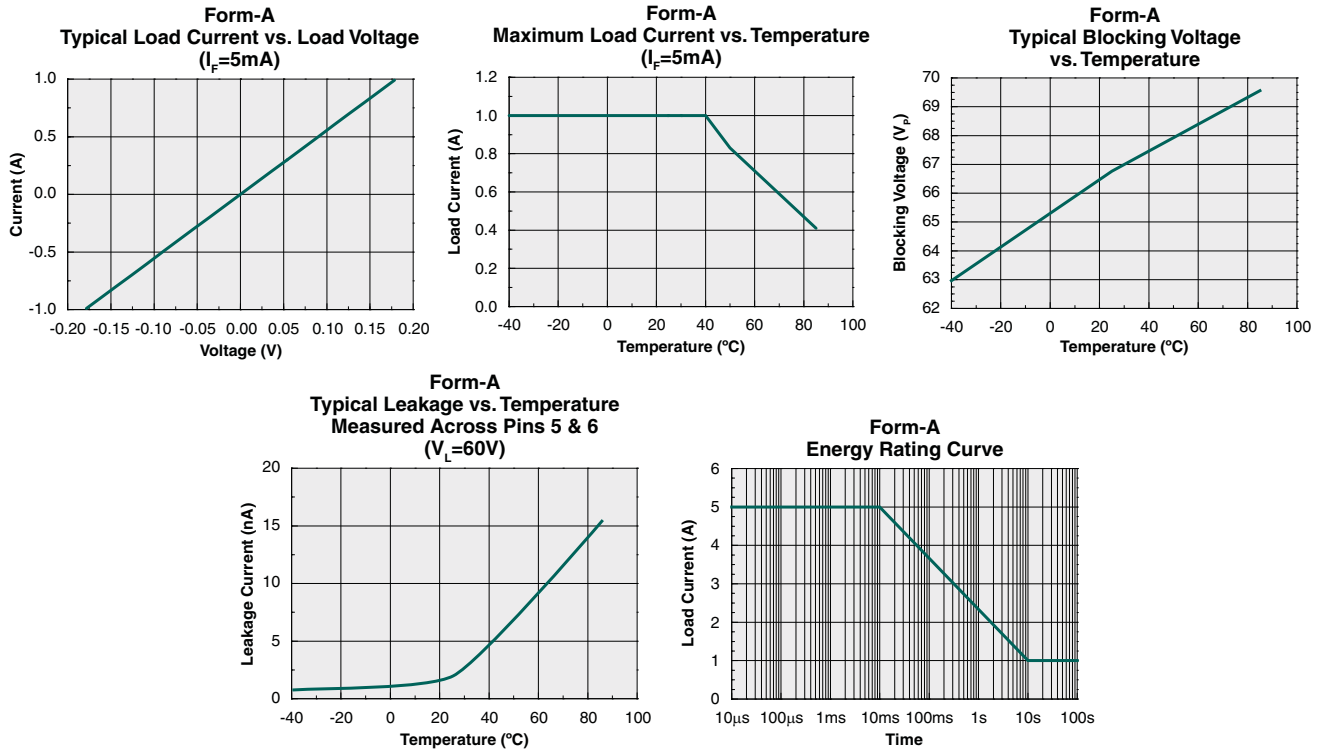 Form-A
Typical Load Current vs. Load Voltage
(IF=5mA)
Current (A)
1.0
0.5
0.0
-0.5
-1.0
-0.20 -0.15 -0.10 -0.05 0.00 0.05 0.10 0.15 0.20
Voltage (V)
Form-A
Maximum Load Current vs. Temperature
(IF=5mA)
Load Current (A)
1.2
1.0
0.8
0.6
0.4
0.2
0.0
-40 -20 0 20 40 60 80 100
Temperature (ºC)
Form-A
Typical Blocking Voltage
vs. Temperature
Blocking Voltage (VP)
70
69
68
67
66
65
64
63
62
-40 -20 0 20 40 60 80 100
Temperature (ºC)
Form-A
Typical Leakage vs. Temperature
Measured Across Pins 5 & 6
(VL=60V)
Leakage Current (nA)
20
15
10
5
0
-40 -20 0 20 40 60 80 100
Temperature (ºC)
Form-A
Energy Rating Curve
Load Current (A)
6
5
4
3
2
1
0
10µs 100µs 1ms 10ms 100ms 1s 10s 100s
Time